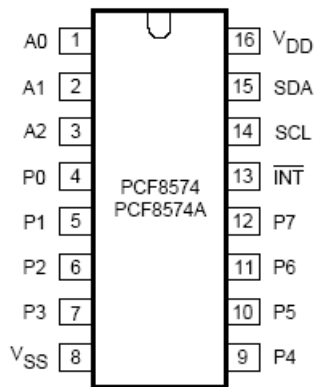 A0 1 16 VDD
A1 2 15 SDA
A2 3 14 SCL
P0 4 13 INT
PCF8574
PCF8574A
P1 5 12 P7
P2 6 11 P6
P3 7 10 P5
VSS 8 9 P4